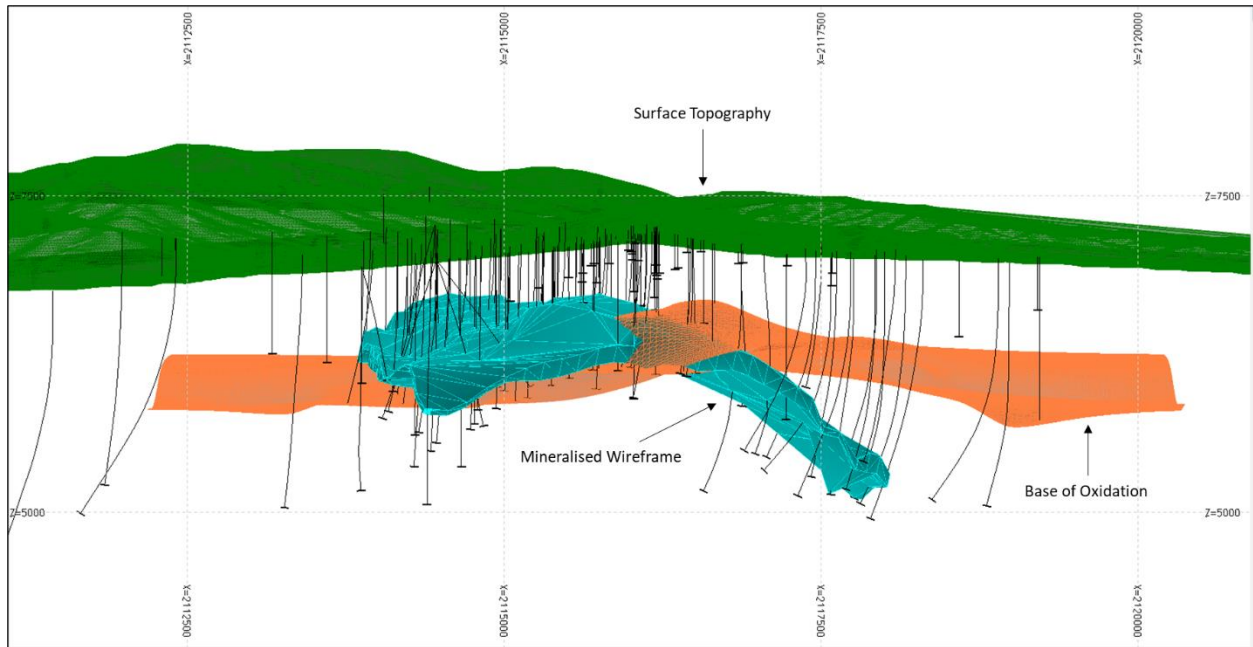 X=2112500
X=2115000
X=2117500
X=2120000
Surface Topography
Z=7500
Z=7500
Mineralised Wireframe
Base of Oxidation
Z=5000
Z=5000
X=2112500
X=2115000
X=2117500
X=2120000